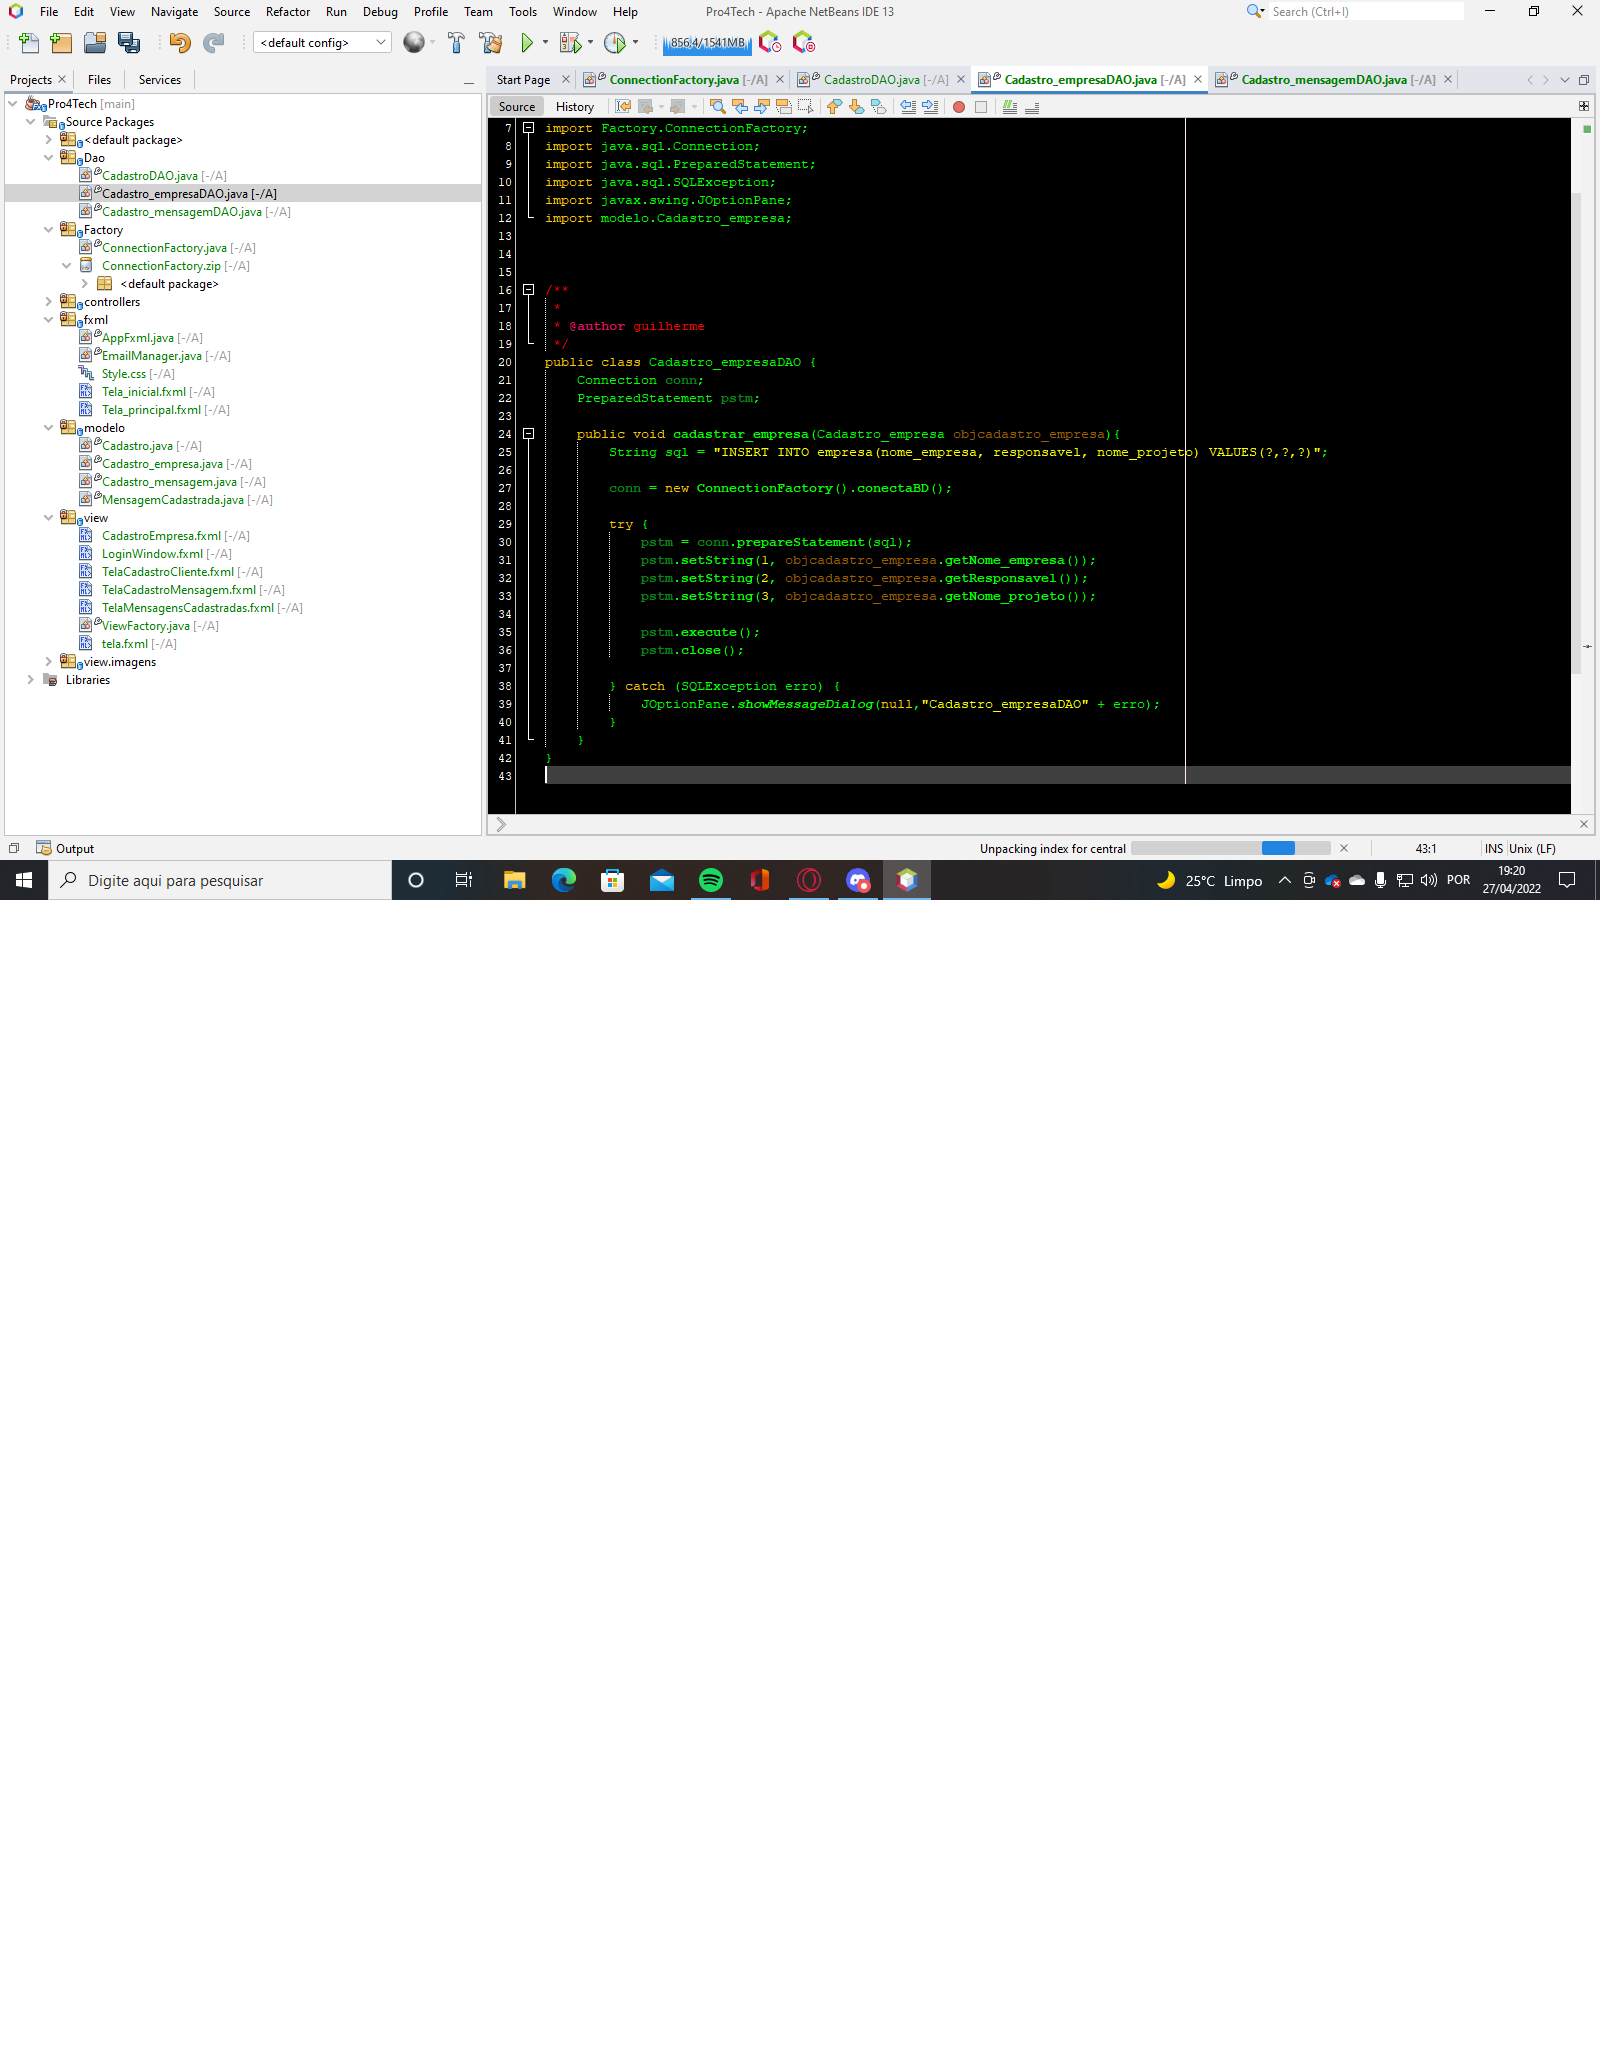 File Edit View Navigate Source Refactor Run Debug Profile Team Tools Window Help Pro4Tech - Apache NetBeans IDE 13 Search (Ctrl+I)
<default config> 856,4/1541MB
Projects Files Services
Start Page ConnectionFactory.java [-/A] CadastroDAO.java [-/A] Cadastro_empresaDAO.java [-/A] Cadastro_mensagemDAO.java [-/A]
Source History
Pro4Tech [main]
Source Packages
<default package>
Dao
CadastroDAO.java [-/A]
Cadastro_empresaDAO.java [-/A]
Cadastro_mensagemDAO.java [-/A]
Factory
ConnectionFactory.java [-/A]
ConnectionFactory.zip [-/A]
<default package>
controllers
fxml
AppFxml.java [-/A]
EmailManager.java [-/A]
Style.css [-/A]
Tela_inicial.fxml [-/A]
Tela_principal.fxml [-/A]
modelo
Cadastro.java [-/A]
Cadastro_empresa.java [-/A]
Cadastro_mensagem.java [-/A]
MensagemCadastrada.java [-/A]
view
CadastroEmpresa.fxml [-/A]
LoginWindow.fxml [-/A]
TelaCadastroCliente.fxml [-/A]
TelaCadastroMensagem.fxml [-/A]
TelaMensagensCadastradas.fxml [-/A]
ViewFactory.java [-/A]
tela.fxml [-/A]
view.imagens
Libraries
7 import Factory.ConnectionFactory;
8 import java.sql.Connection;
9 import java.sql.PreparedStatement;
10 import java.sql.SQLException;
11 import javax.swing.JOptionPane;
12 import modelo.Cadastro_empresa;
13
14
15
16 /**
17 *
18 * @author guilherme
19 */
20 public class Cadastro_empresaDAO {
21 Connection conn;
22 PreparedStatement pstm;
23
24 public void cadastrar_empresa(Cadastro_empresa objcadastro_empresa){
25 String sql = "INSERT INTO empresa(nome_empresa, responsavel, nome_projeto) VALUES(?,?,?)";
26
27 conn = new ConnectionFactory().conectaBD();
28
29 try {
30 pstm = conn.prepareStatement(sql);
31 pstm.setString(1, objcadastro_empresa.getNome_empresa());
32 pstm.setString(2, objcadastro_empresa.getResponsavel());
33 pstm.setString(3, objcadastro_empresa.getNome_projeto());
34
35 pstm.execute();
36 pstm.close();
37
38 } catch (SQLException erro) {
39 JOptionPane.showMessageDialog(null,"Cadastro_empresaDAO" + erro);
40 }
41 }
42 }
43
Output Unpacking index for central 43:1 INS Unix (LF)
Digite aqui para pesquisar 25°C Limpo POR 19:20
27/04/2022